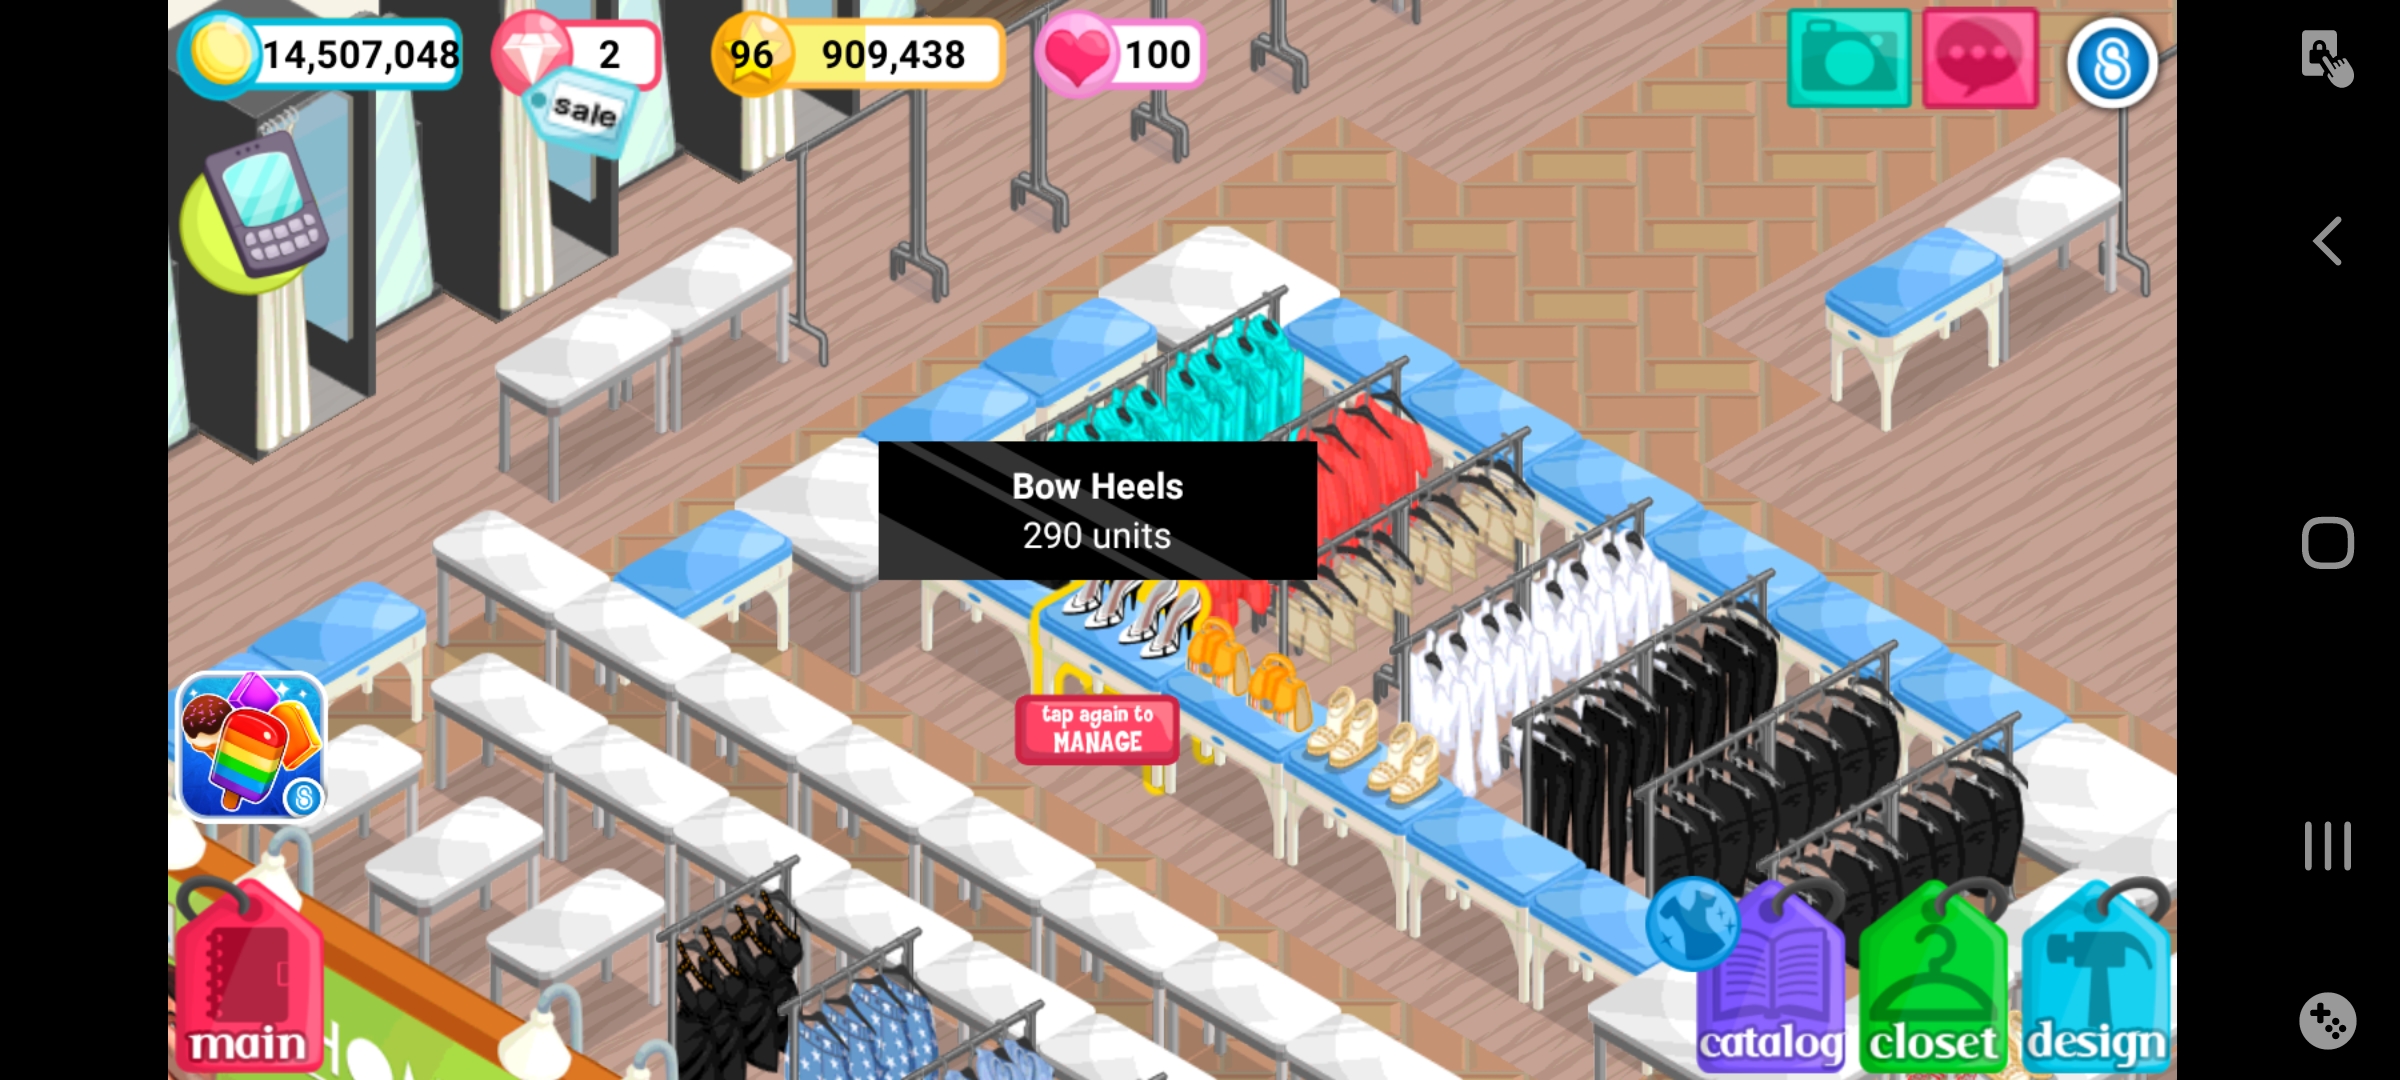 14,507,048
2
96
909,438
100
sale
Bow Heels
290 units
tap again to
MANAGE
main
catalog
closet
design